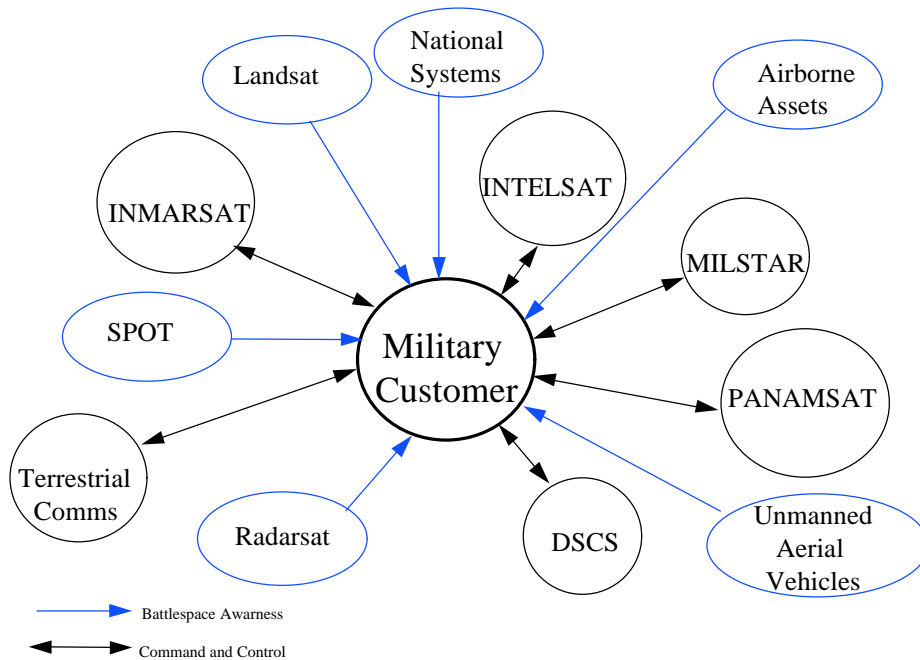 National
Systems
Landsat
Airborne
Assets
INTELSAT
INMARSAT
MILSTAR
SPOT
Military
Customer
PANAMSAT
Terrestrial
Comms
Radarsat
DSCS
Unmanned
Aerial
Vehicles
Battlespace Awarness
Command and Control